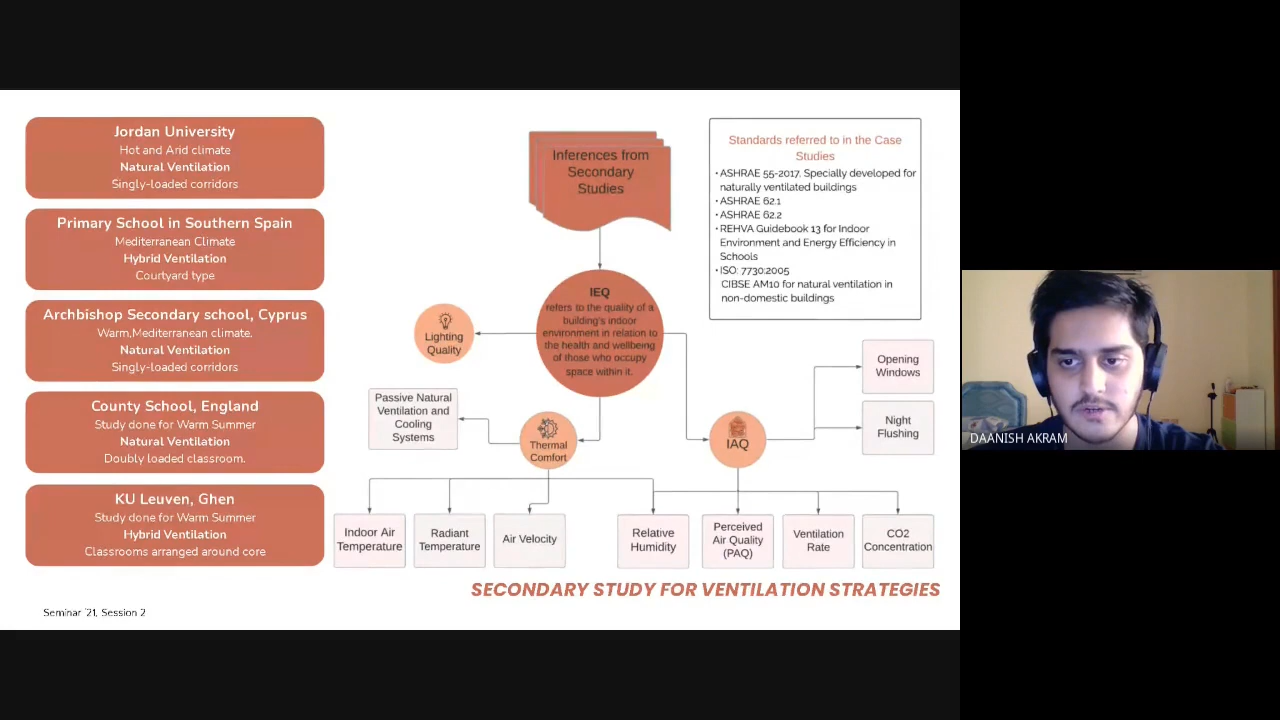 Jordan University
Hot and Arid climate
Natural Ventilation
Singly-loaded corridors
Primary School in Southern Spain
Mediterranean Climate
Hybrid Ventilation
Courtyard type
Archbishop Secondary school, Cyprus
Warm,Mediterranean climate.
Natural Ventilation
Singly-loaded corridors
County School, England
Study done for Warm Summer
Natural Ventilation
Doubly loaded classroom.
KU Leuven, Ghen
Study done for Warm Summer
Hybrid Ventilation
Classrooms arranged around core
Inferences from
Secondary
Studies
Standards referred to in the Case
Studies
• ASHRAE 55-2017, Specially developed for
naturally ventilated buildings
• ASHRAE 62.1
• ASHRAE 62.2
• REHVA Guidebook 13 for Indoor
Environment and Energy Efficiency in
Schools
• ISO: 7730:2005
CIBSE AM10 for natural ventilation in
non-domestic buildings
IEQ
refers to the quality of a
building's indoor
environment in relation to
the health and wellbeing
of those who occupy
space within it.
Lighting
Quality
Passive Natural
Ventilation and
Cooling
Systems
Thermal
Comfort
IAQ
Opening
Windows
Night
Flushing
Indoor Air
Temperature
Radiant
Temperature
Air Velocity
Relative
Humidity
Perceived
Air Quality
(PAQ)
Ventilation
Rate
CO2
Concentration
SECONDARY STUDY FOR VENTILATION STRATEGIES
Seminar '21, Session 2
DAANISH AKRAM